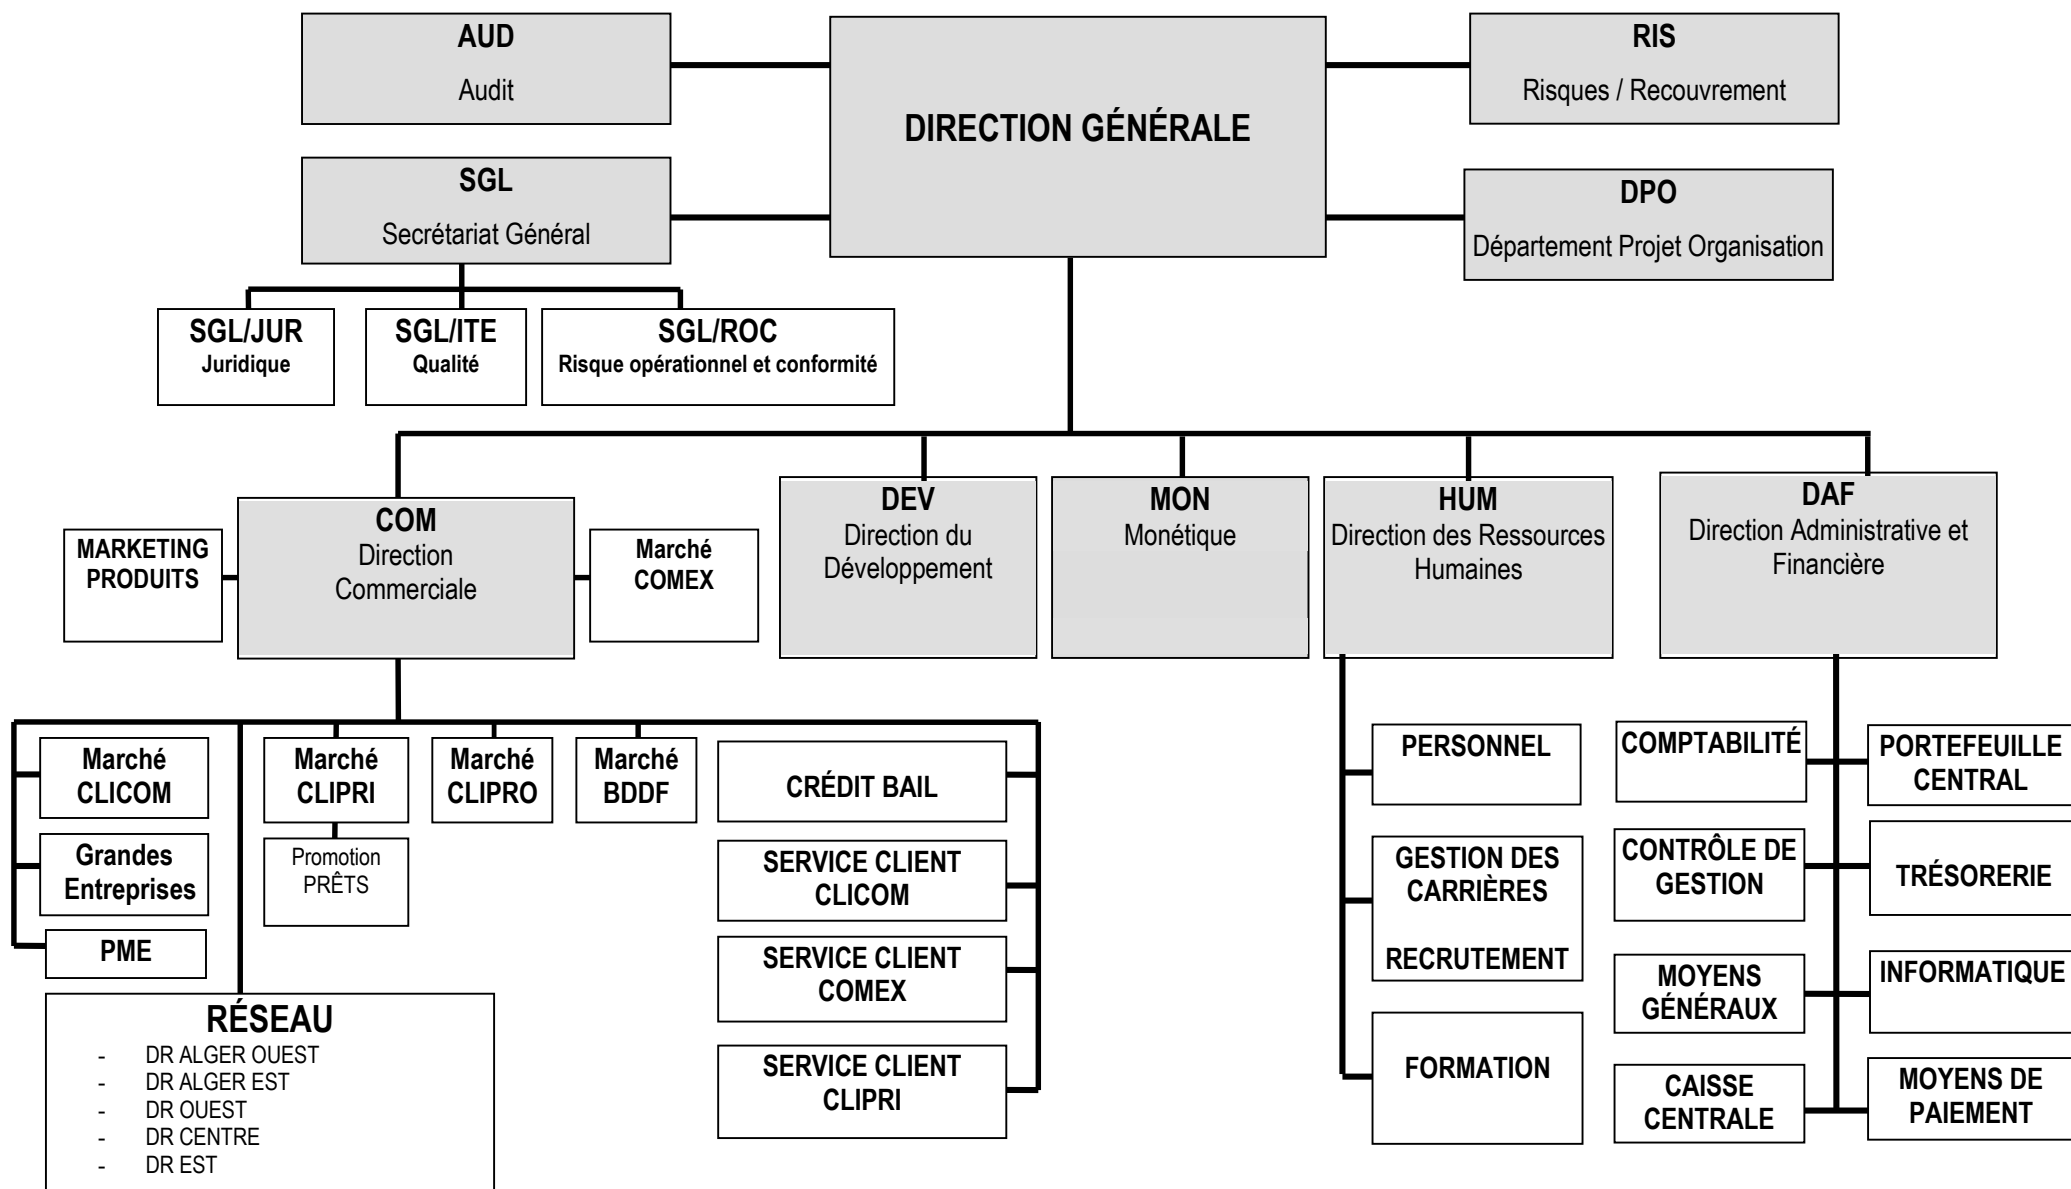 AUD
Audit
DIRECTION GÉNÉRALE
RIS
Risques / Recouvrement
SGL
Secrétariat Général
DPO
Département Projet Organisation
SGL/JUR
Juridique
SGL/ITE
Qualité
SGL/ROC
Risque opérationnel et conformité
MARKETING
PRODUITS
COM
Direction
Commerciale
Marché
COMEX
DEV
Direction du
Développement
MON
Monétique
HUM
Direction des Ressources
Humaines
DAF
Direction Administrative et
Financière
Marché
CLICOM
Grandes
Entreprises
PME
Marché
CLIPRI
Promotion
PRÊTS
Marché
CLIPRO
Marché
BDDF
CRÉDIT BAIL
SERVICE CLIENT
CLICOM
SERVICE CLIENT
COMEX
SERVICE CLIENT
CLIPRI
RÉSEAU
- DR ALGER OUEST
- DR ALGER EST
- DR OUEST
- DR CENTRE
- DR EST
PERSONNEL
GESTION DES
CARRIÈRES
RECRUTEMENT
FORMATION
COMPTABILITÉ
PORTEFEUILLE
CENTRAL
CONTRÔLE DE
GESTION
TRÉSORERIE
MOYENS
GÉNÉRAUX
INFORMATIQUE
CAISSE
CENTRALE
MOYENS DE
PAIEMENT